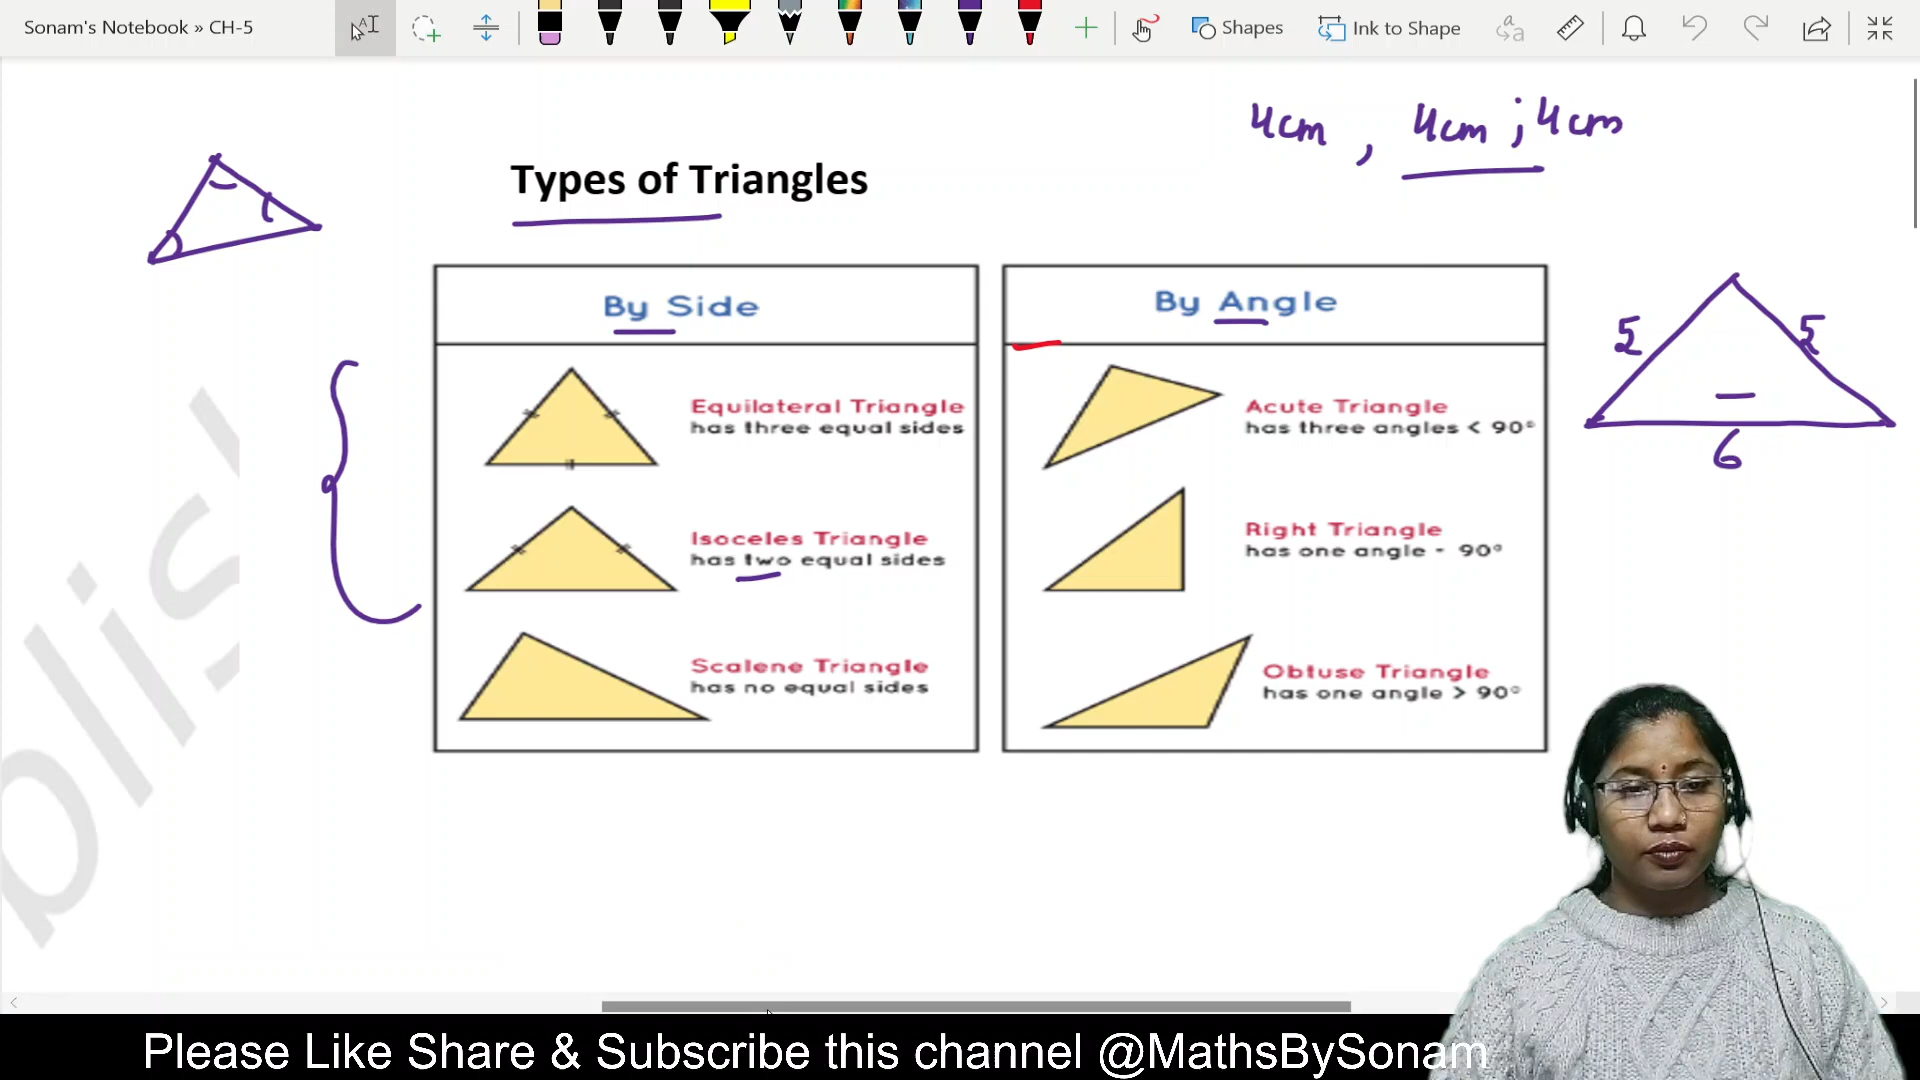 Sonam's Notebook » CH-5
Shapes
Ink to Shape
4cm , 4cm ; 4cm
Types of Triangles
By Side
By Angle
Equilateral Triangle
has three equal sides
Isoceles Triangle
has two equal sides
Scalene Triangle
has no equal sides
Acute Triangle
has three angles < 90°
Right Triangle
has one angle - 90°
Obtuse Triangle
has one angle > 90°
5 5
6
blis
Please Like Share & Subscribe this channel @MathsBySonam